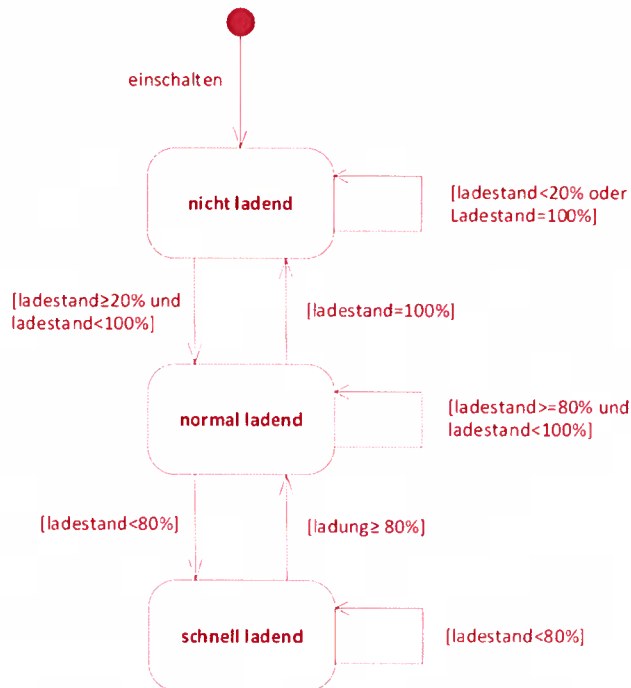 einschalten
nicht ladend
[ladestand<20% oder
Ladestand=100%]
[ladestand≥20% und
ladestand<100%]
[ladestand=100%]
normal ladend
[ladestand>=80% und
ladestand<100%]
[ladestand<80%]
[ladung≥ 80%]
schnell ladend
[ladestand<80%]